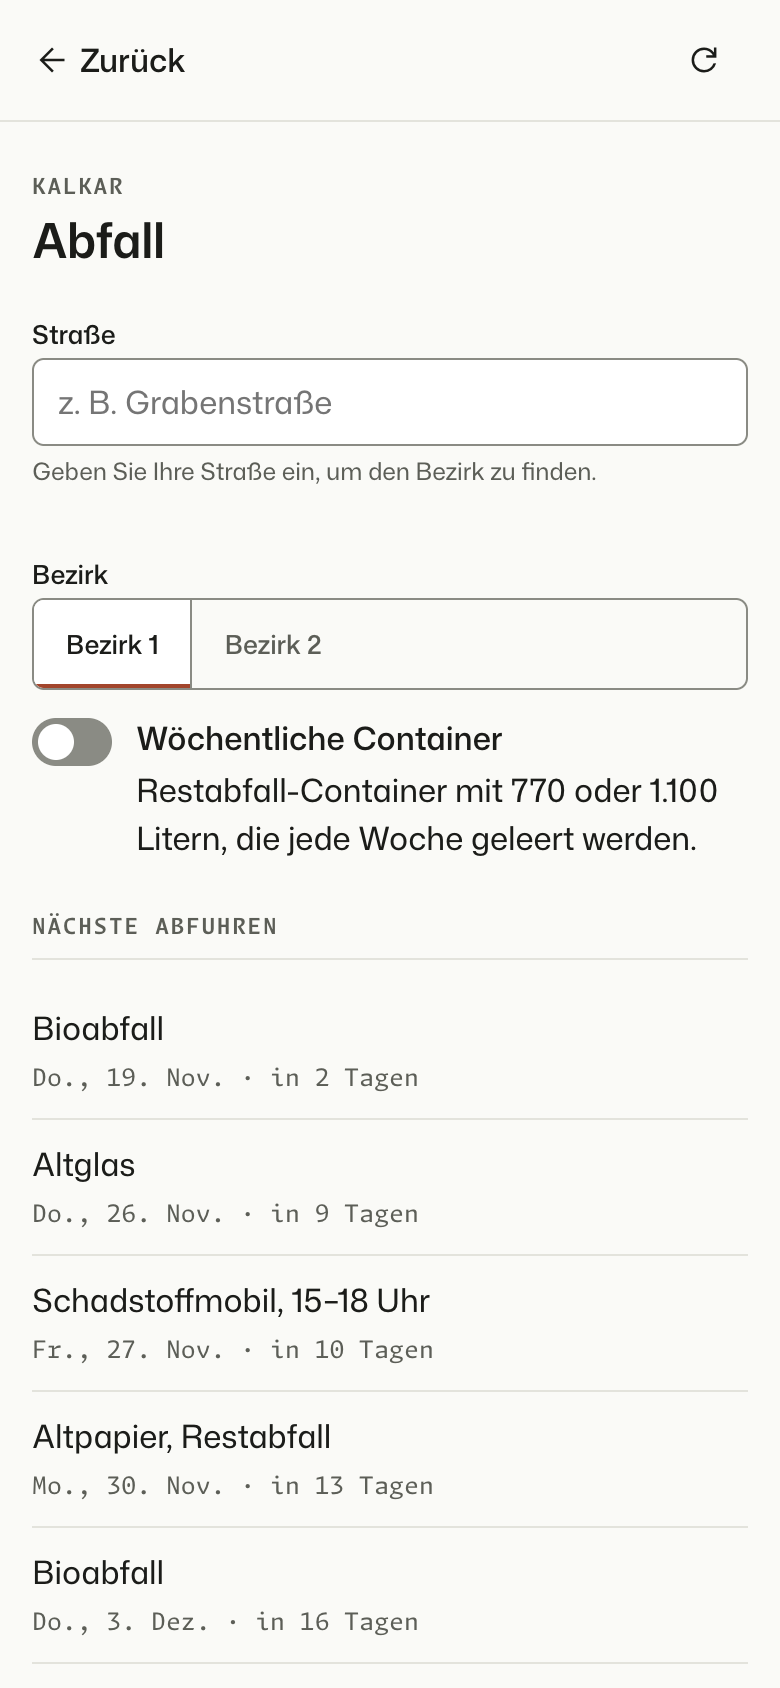 Zurück
KALKAR
Abfall
Straße
z. B. Grabenstraße
Geben Sie Ihre Straße ein, um den Bezirk zu finden.
Bezirk
Bezirk 1
Bezirk 2
Wöchentliche Container
Restabfall-Container mit 770 oder 1.100
Litern, die jede Woche geleert werden.
NÄCHSTE ABFUHREN
Bioabfall
Do., 19. Nov. · in 2 Tagen
Altglas
Do., 26. Nov. · in 9 Tagen
Schadstoffmobil, 15–18 Uhr
Fr., 27. Nov. · in 10 Tagen
Altpapier, Restabfall
Mo., 30. Nov. · in 13 Tagen
Bioabfall
Do., 3. Dez. · in 16 Tagen